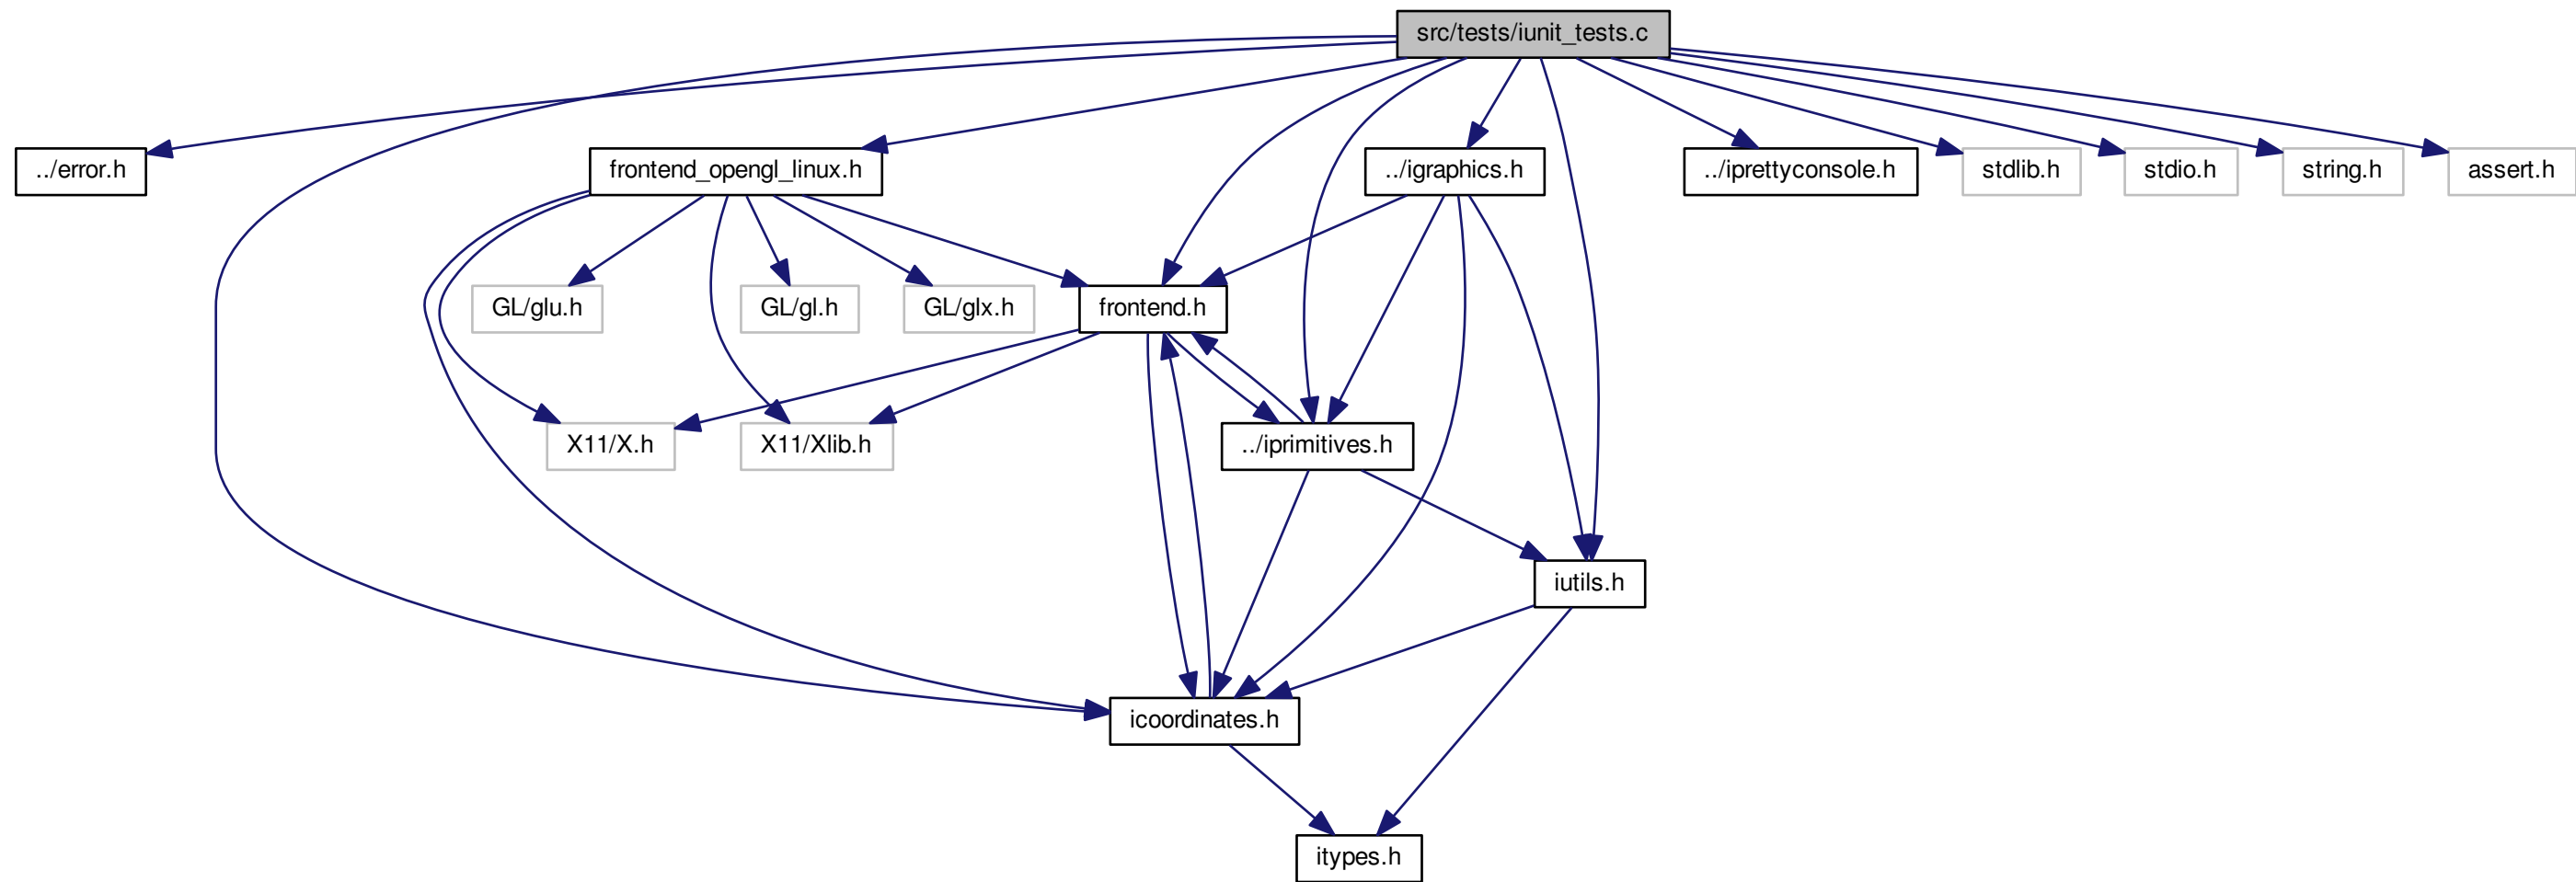 src/tests/iunit_tests.c
../error.h
frontend_opengl_linux.h
../igraphics.h
../iprettyconsole.h
stdlib.h
stdio.h
string.h
assert.h
GL/glu.h
GL/gl.h
GL/glx.h
frontend.h
X11/X.h
X11/Xlib.h
../iprimitives.h
iutils.h
icoordinates.h
itypes.h